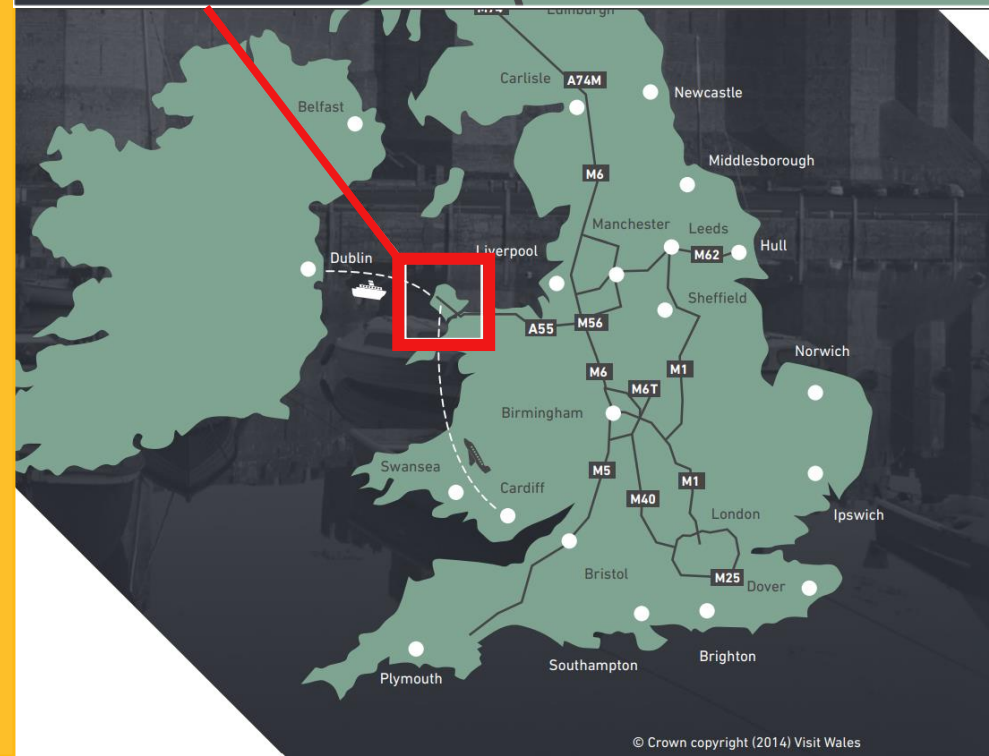 Edinburgh
Carlisle
A74M
Newcastle
Belfast
Middlesborough
M6
Manchester
Leeds
Hull
M62
Dublin
Liverpool
Sheffield
A55
M56
Norwich
M6
M6T
M1
Birmingham
Swansea
M5
Cardiff
M40
M1
London
Ipswich
Bristol
M25
Dover
Southampton
Brighton
Plymouth
© Crown copyright (2014) Visit Wales